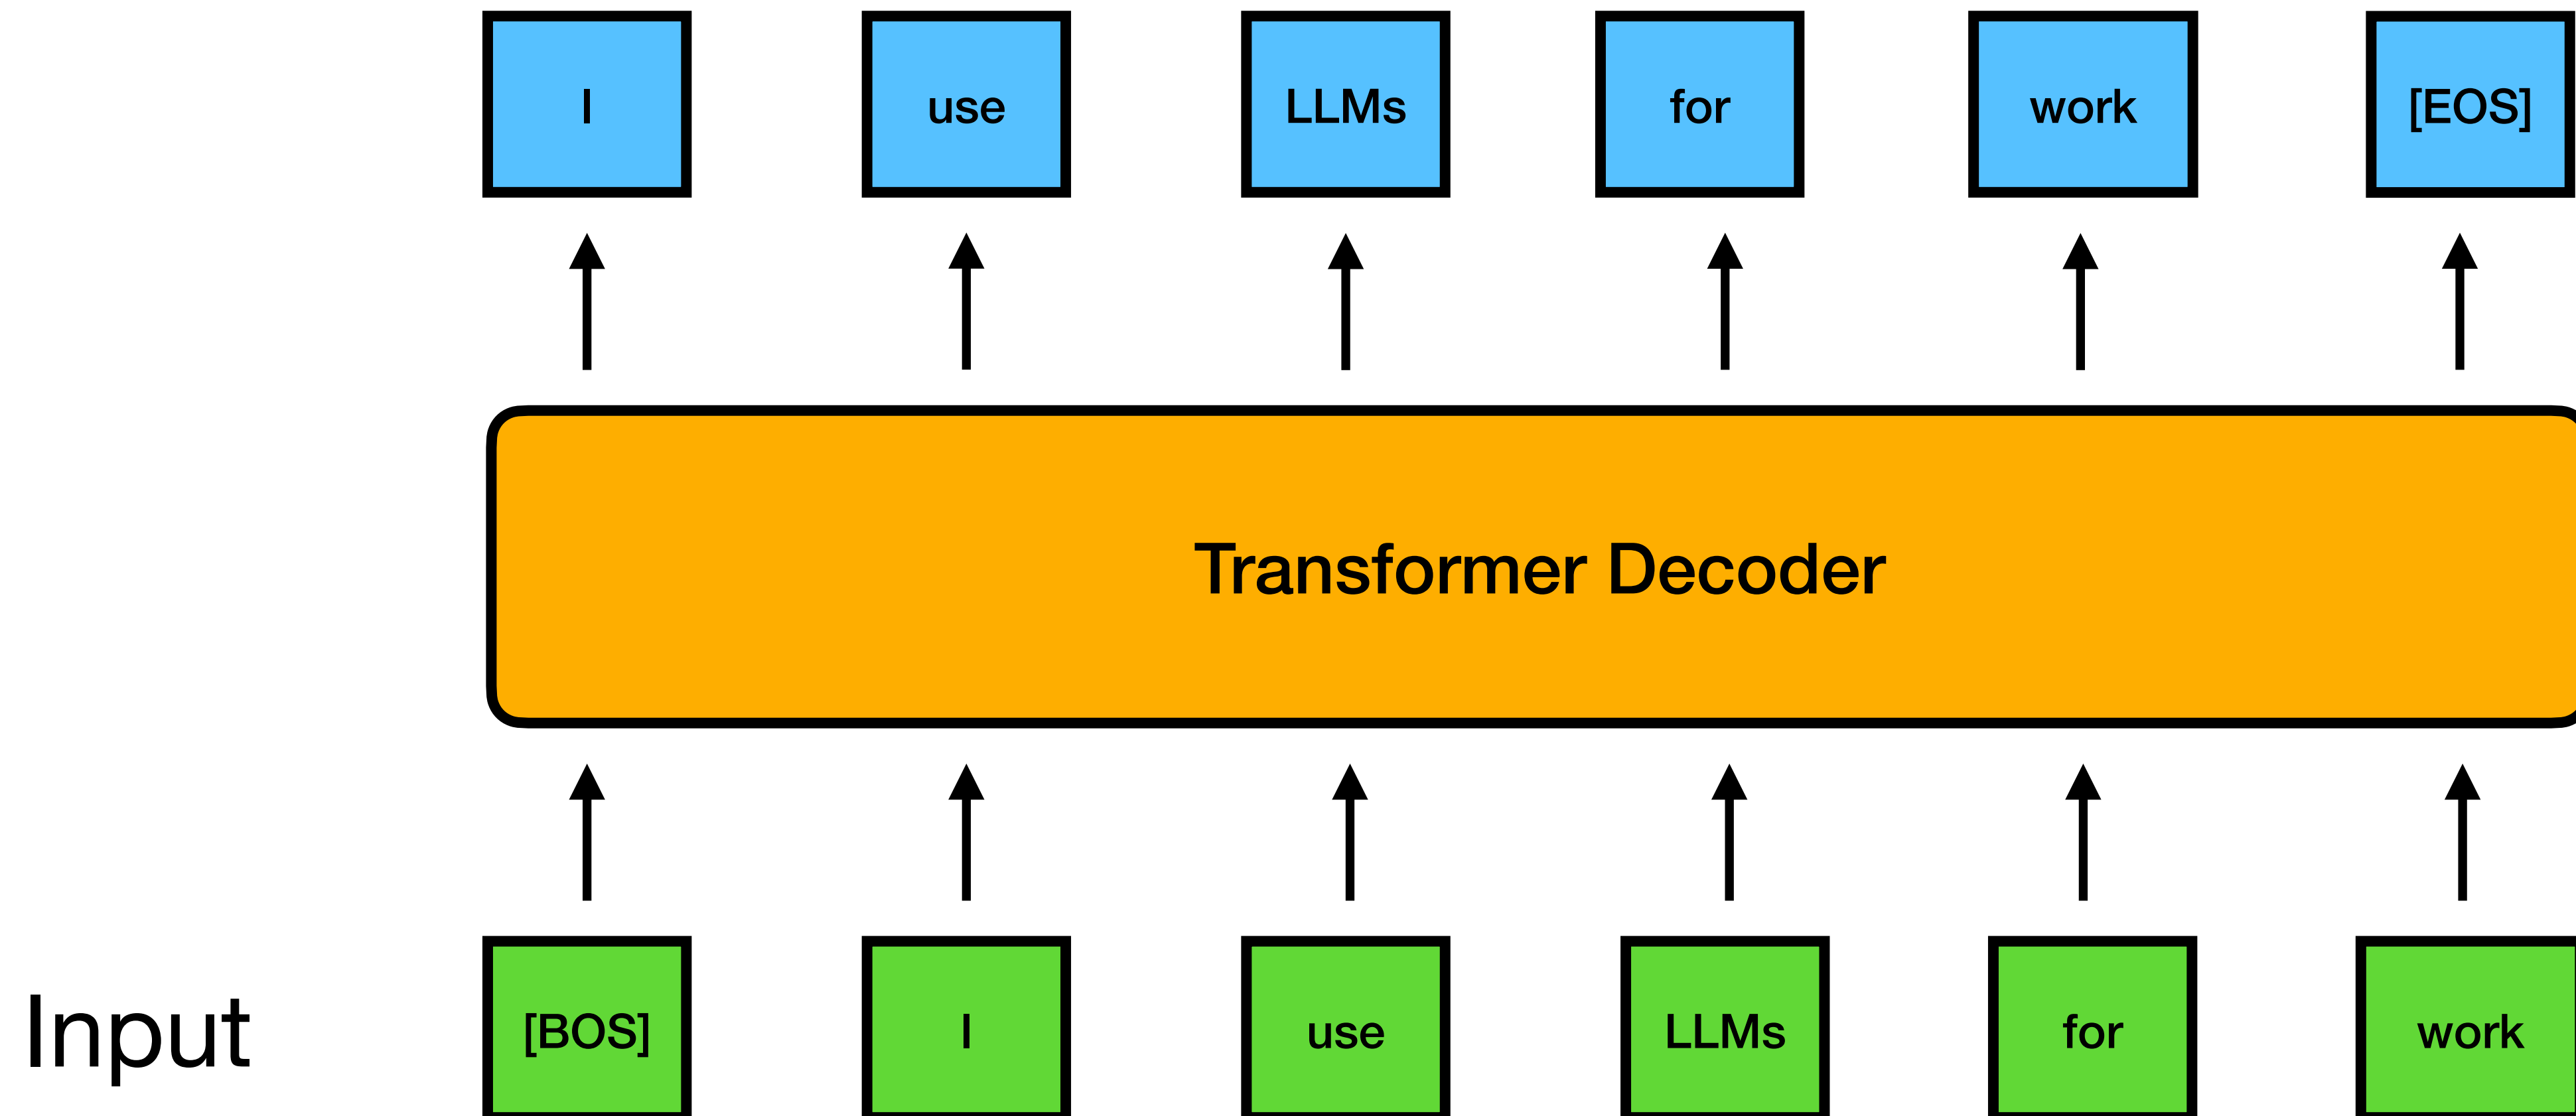 I use LLMs for work [EOS]
Transformer Decoder
Input [BOS] I use LLMs for work